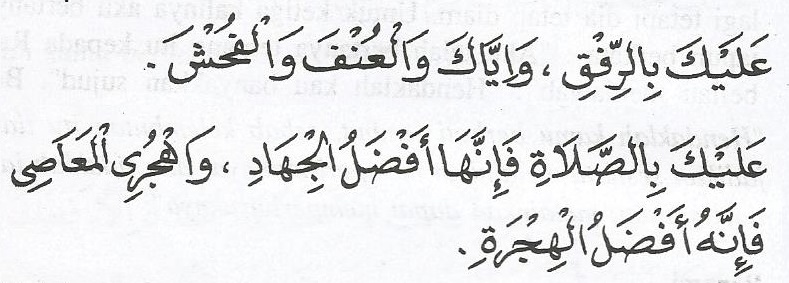 عَلَيْكَ بِالرِّفْقِ ، وَاِيَّاكَ وَالْعُنْفَ وَالْفُحْشَ .
عَلَيْكِ بِالصَّلَاةِ فَإِنَّهَا أَفْضَلُ الْجِهَادِ ، وَاهْجُرِى الْمَعَاصِى
فَإِنَّهُ أَفْضَلُ الْهِجْرَةِ .